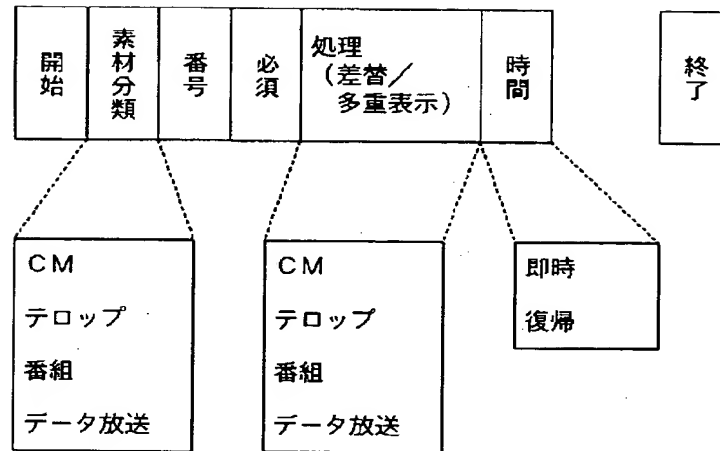 開始
素材分類
番号
必須
処理
(差替/
多重表示)
時間
終了
CM
テロップ
番組
データ放送
CM
テロップ
番組
データ放送
即時
復帰